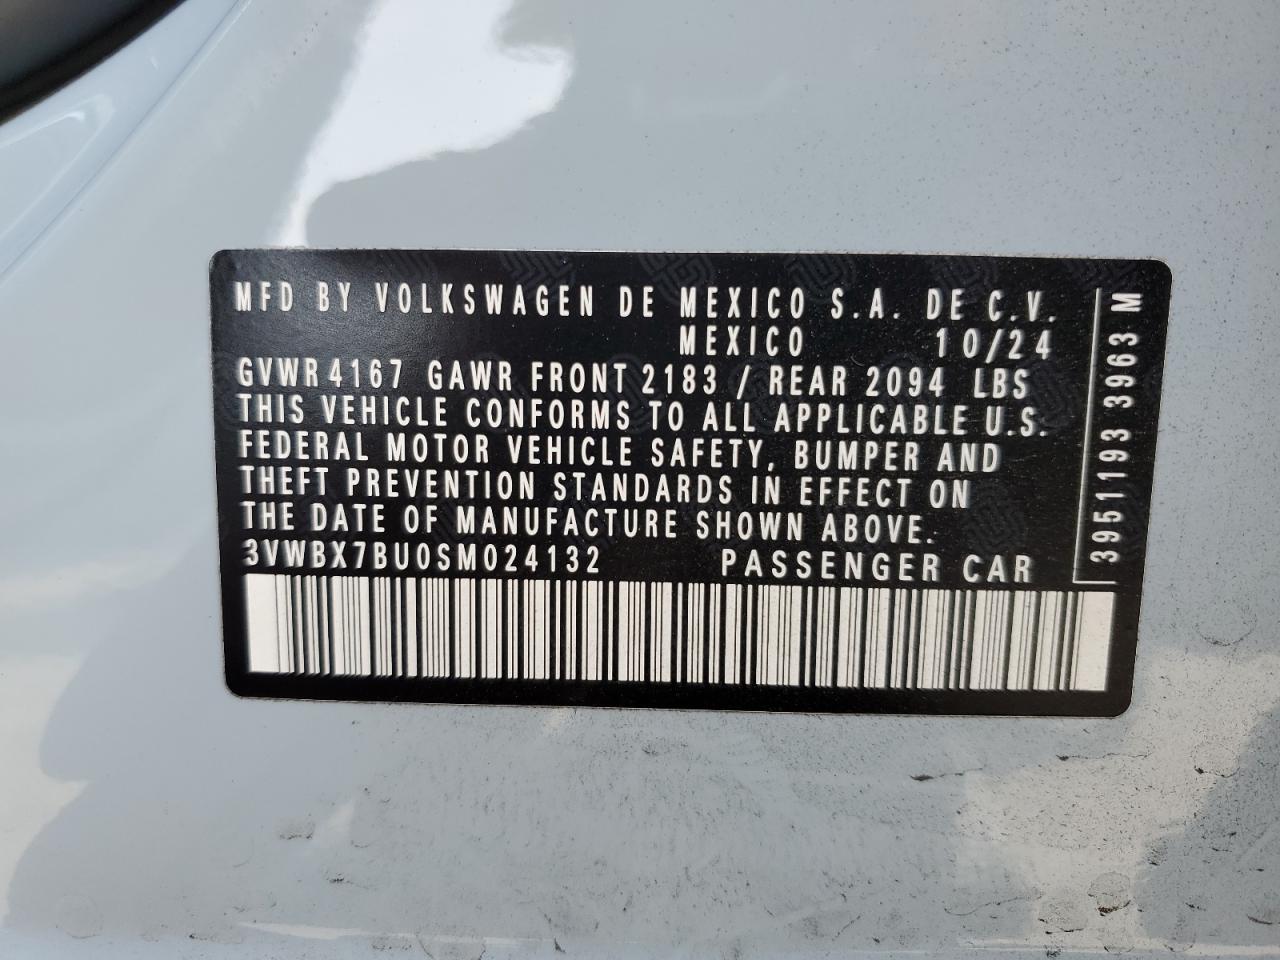 MFD BY VOLKSWAGEN DE MEXICO S.A. DE C.V.
MEXICO 10/24
GVWR 4167 GAWR FRONT 2183 / REAR 2094 LBS
THIS VEHICLE CONFORMS TO ALL APPLICABLE U.S.
FEDERAL MOTOR VEHICLE SAFETY, BUMPER AND
THEFT PREVENTION STANDARDS IN EFFECT ON
THE DATE OF MANUFACTURE SHOWN ABOVE.
3VWBX7BU0SM024132 PASSENGER CAR
3951193 3963 M